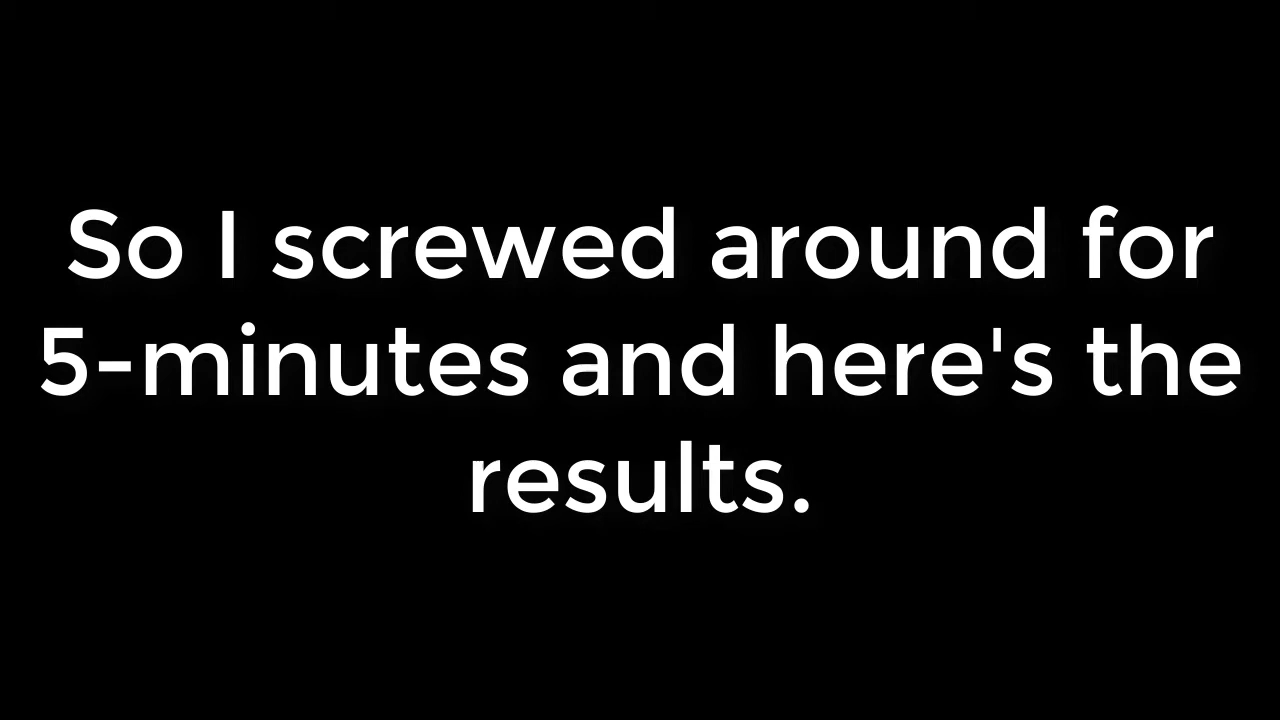 So I screwed around for
5-minutes and here's the
results.